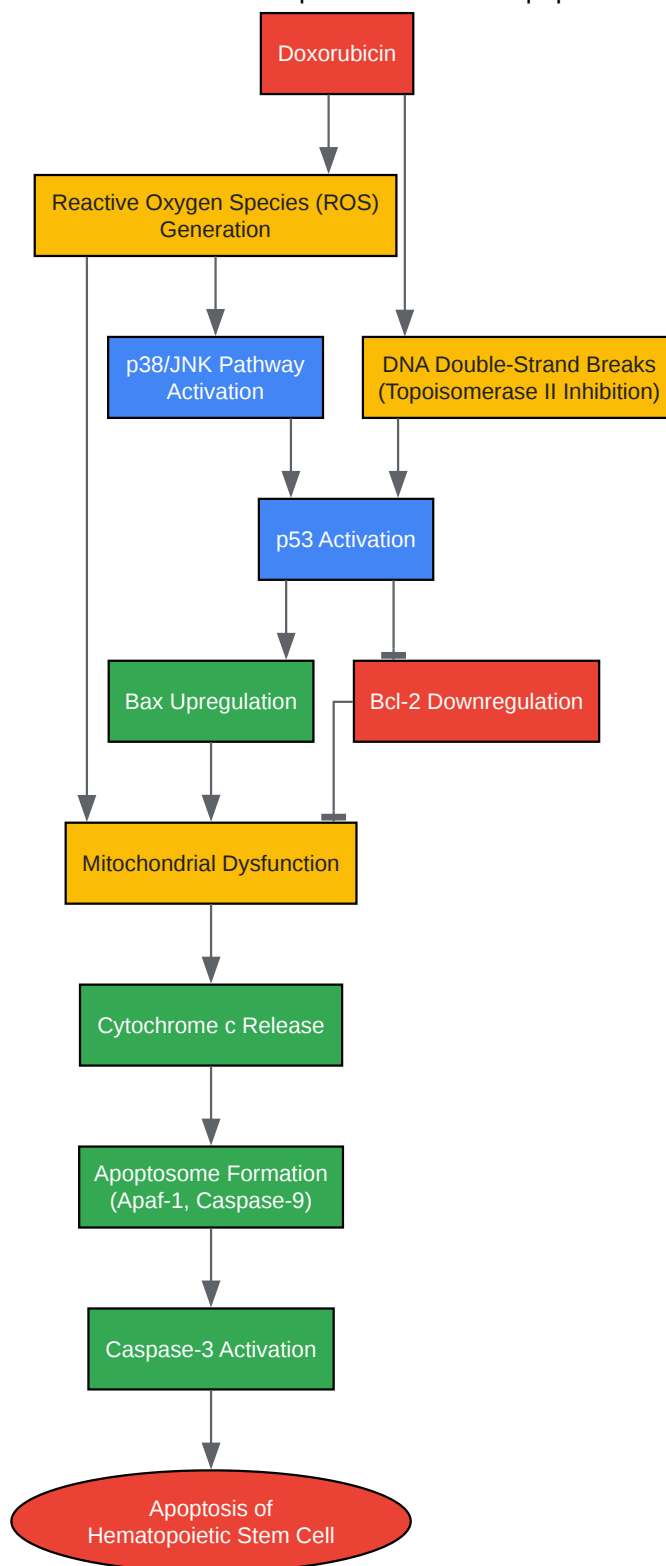 Doxorubicin
Reactive Oxygen Species (ROS)
Generation
p38/JNK Pathway
Activation
DNA Double-Strand Breaks
(Topoisomerase II Inhibition)
p53 Activation
Bax Upregulation
Bcl-2 Downregulation
Mitochondrial Dysfunction
Cytochrome c Release
Apoptosome Formation
(Apaf-1, Caspase-9)
Caspase-3 Activation
Apoptosis of
Hematopoietic Stem Cell